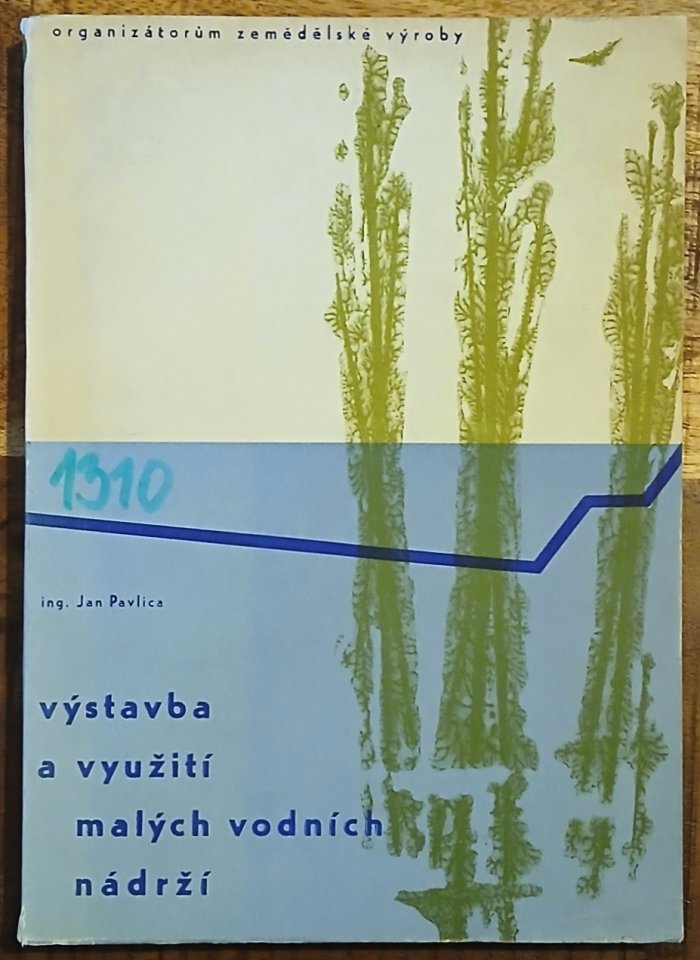 organizátorům zemědělské výroby
1310
ing. Jan Pavlica
výstavba
a využití
malých vodních
nádrží